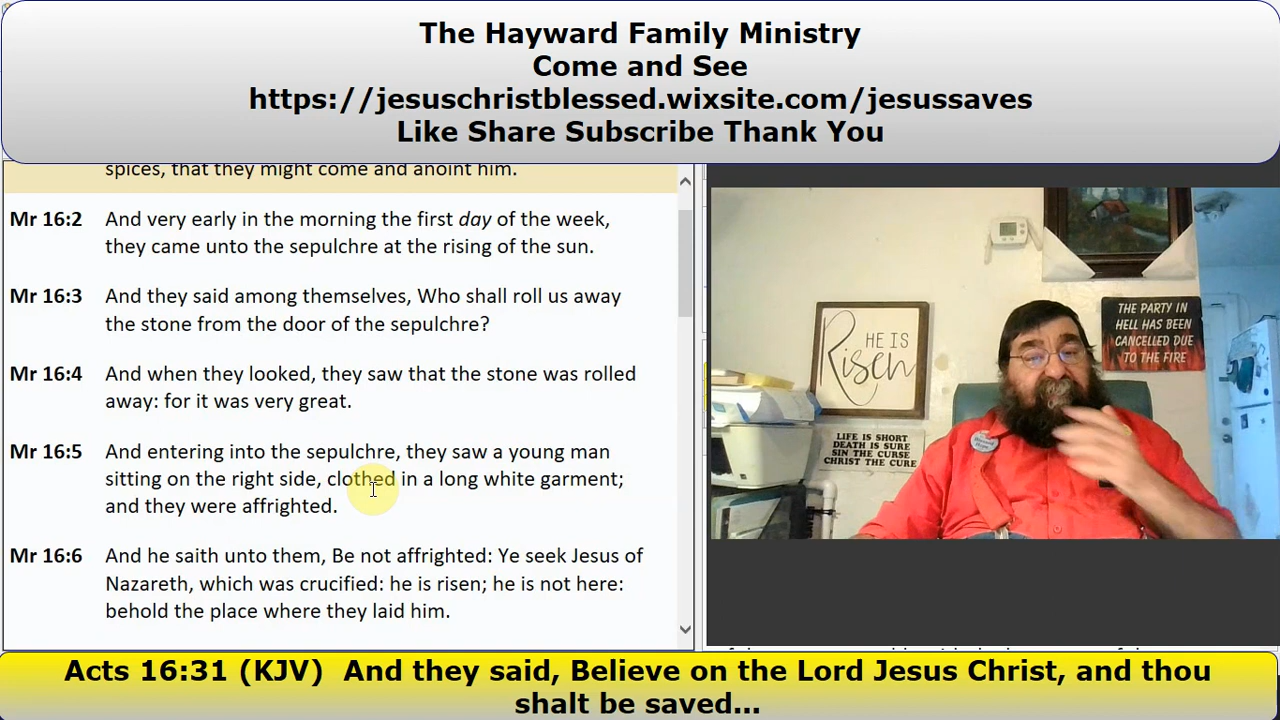 The Hayward Family Ministry
Come and See
https://jesuschristblessed.wixsite.com/jesussaves
Like Share Subscribe Thank You
spices, that they might come and anoint him.
Mr 16:2 And very early in the morning the first day of the week,
they came unto the sepulchre at the rising of the sun.
Mr 16:3 And they said among themselves, Who shall roll us away
the stone from the door of the sepulchre?
Mr 16:4 And when they looked, they saw that the stone was rolled
away: for it was very great.
Mr 16:5 And entering into the sepulchre, they saw a young man
sitting on the right side, clothed in a long white garment;
and they were affrighted.
Mr 16:6 And he saith unto them, Be not affrighted: Ye seek Jesus of
Nazareth, which was crucified: he is risen; he is not here:
behold the place where they laid him.
HE IS
Risen
LIFE IS SHORT
DEATH IS SURE
SIN THE CURSE
CHRIST THE CURE
THE PARTY IN
HELL HAS BEEN
CANCELLED DUE
TO THE FIRE
Acts 16:31 (KJV) And they said, Believe on the Lord Jesus Christ, and thou
shalt be saved...